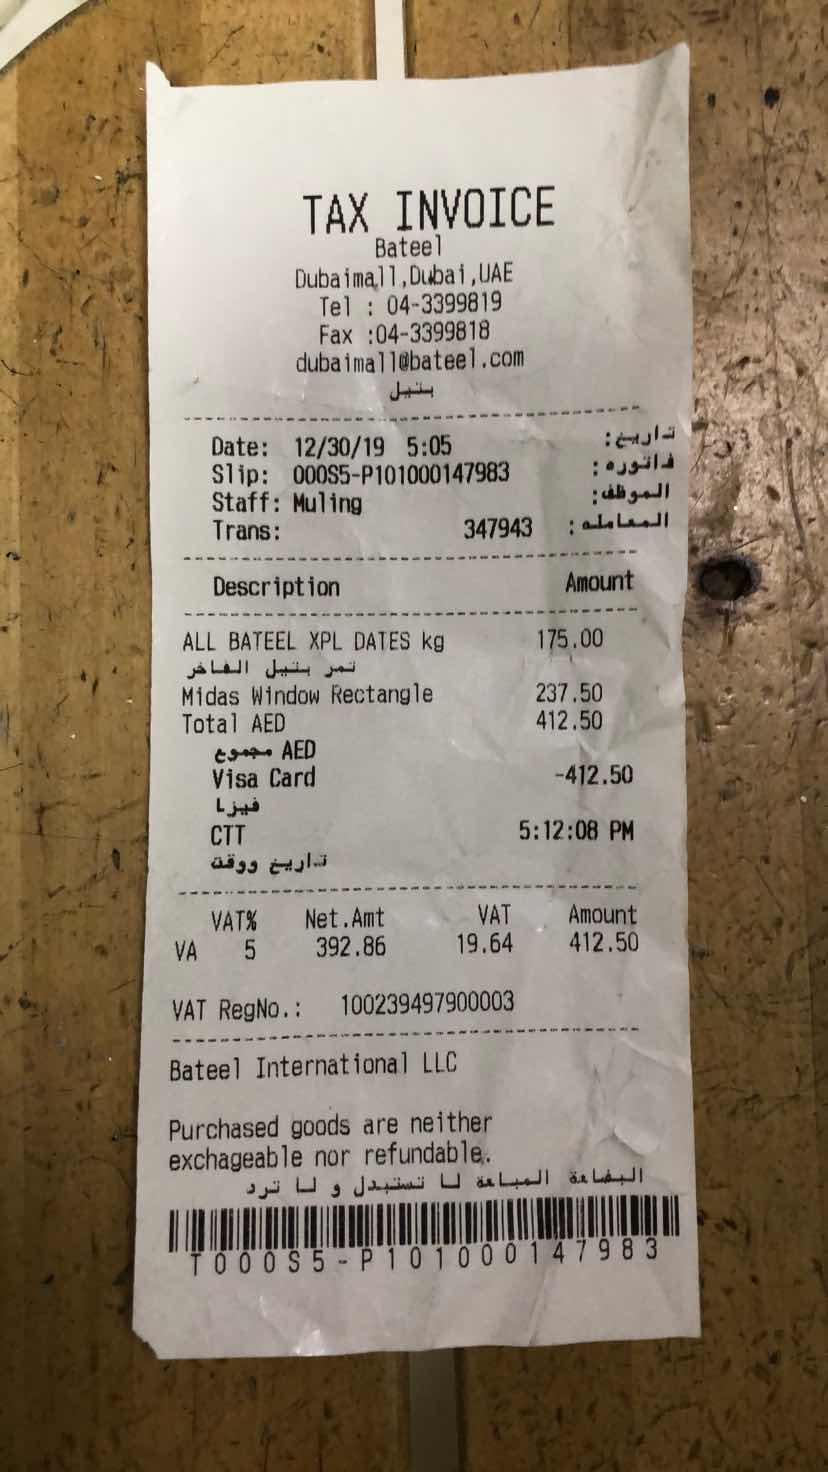 TAX INVOICE
Bateel
Dubaimall,Dubai,UAE
Tel : 04-3399819
Fax :04-3399818
dubaimall@bateel.com
بتيل
Date: 12/30/19 5:05 تاريخ:
Slip: 000S5-P101000147983 فاتوره:
Staff: Muling الموظف:
Trans: 347943 المعامله:
Description Amount
ALL BATEEL XPL DATES kg 175.00
تمر بتيل الفاخر
Midas Window Rectangle 237.50
Total AED 412.50
مجموع AED
Visa Card -412.50
فيزا
CTT 5:12:08 PM
تاريخ ووقت
VAT% Net.Amt VAT Amount
VA 5 392.86 19.64 412.50
VAT RegNo.: 100239497900003
Bateel International LLC
Purchased goods are neither
exchageable nor refundable.
البضاعة المباعة لا تستبدل و لا ترد
T000S5-P101000147983